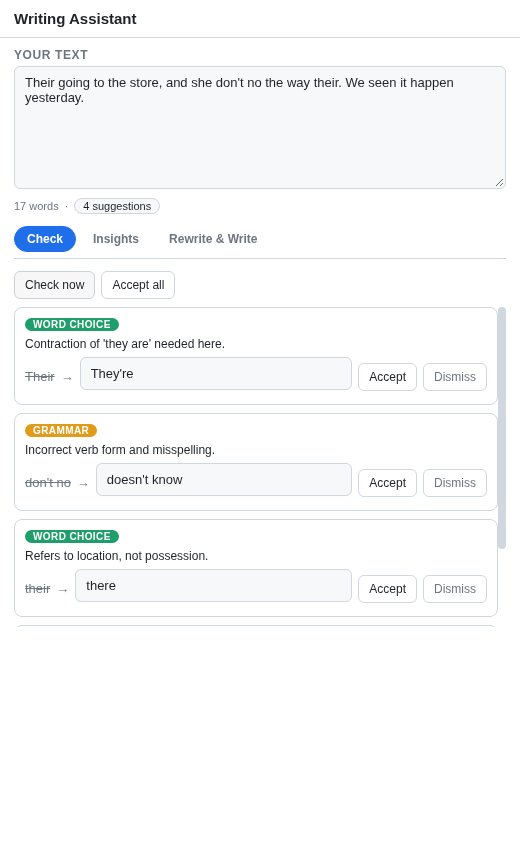 Writing Assistant
YOUR TEXT
Their going to the store, and she don't no the way their. We seen it happen
yesterday.
17 words · 4 suggestions
Check Insights Rewrite & Write
Check now Accept all
WORD CHOICE
Contraction of 'they are' needed here.
Their → They're Accept Dismiss
GRAMMAR
Incorrect verb form and misspelling.
don't no → doesn't know Accept Dismiss
WORD CHOICE
Refers to location, not possession.
their → there Accept Dismiss